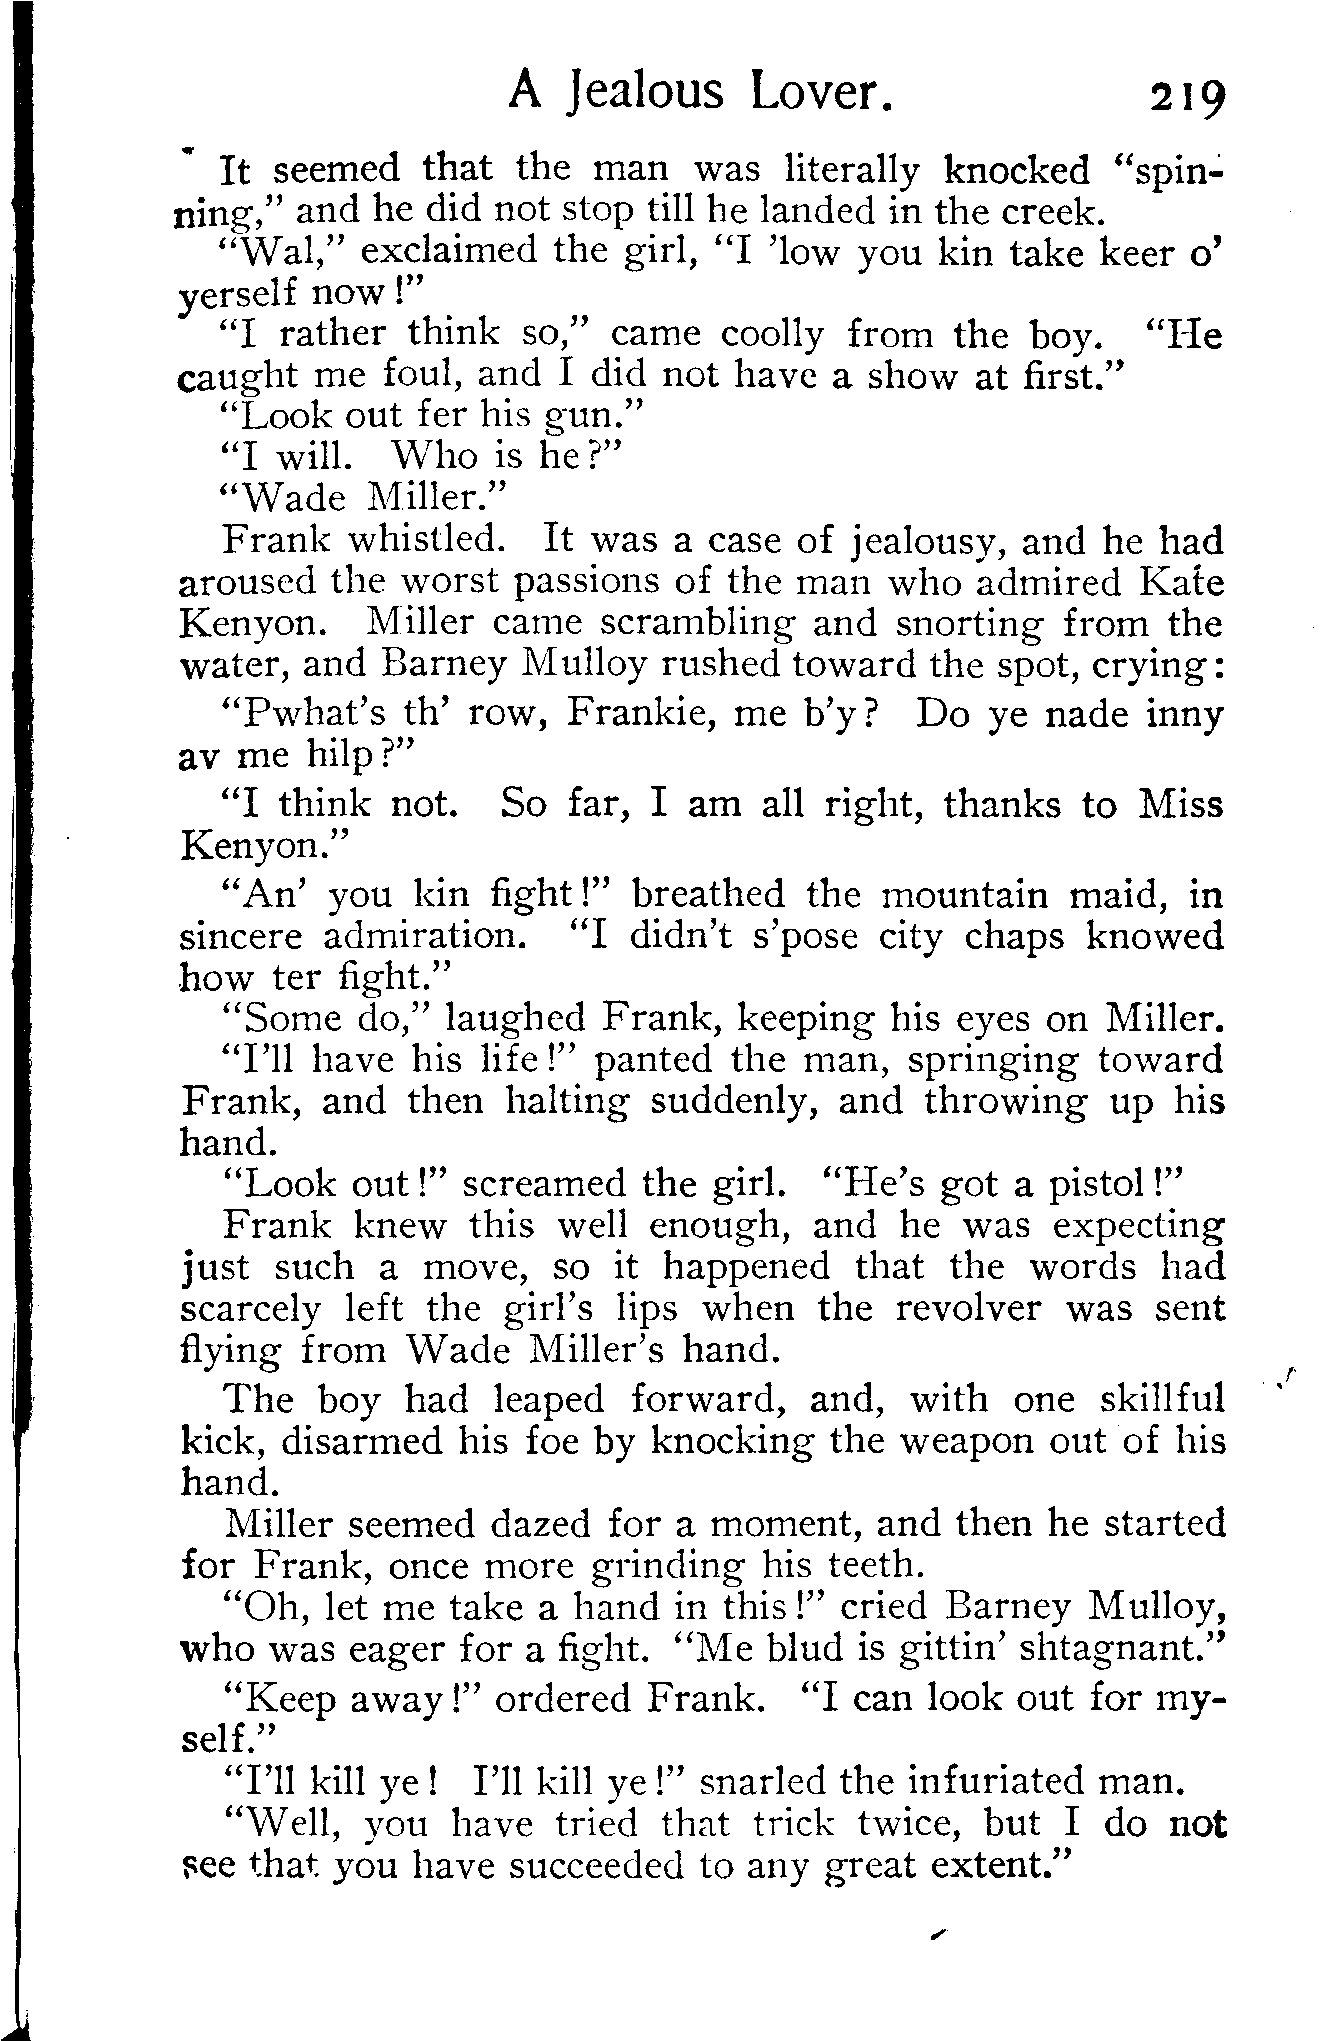 A Jealous Lover. 219
It seemed that the man was literally knocked “spin-
ning,” and he did not stop till he landed in the creek.
“Wal,” exclaimed the girl, “I ’low you kin take keer o’
yerself now!”
“I rather think so,” came coolly from the boy. “He
caught me foul, and I did not have a show at first.”
“Look out fer his gun.”
“I will. Who is he?”
“Wade Miller.”
Frank whistled. It was a case of jealousy, and he had
aroused the worst passions of the man who admired Kate
Kenyon. Miller came scrambling and snorting from the
water, and Barney Mulloy rushed toward the spot, crying:
“Pwhat’s th’ row, Frankie, me b’y? Do ye nade inny
av me hilp?”
“I think not. So far, I am all right, thanks to Miss
Kenyon.”
“An’ you kin fight!” breathed the mountain maid, in
sincere admiration. “I didn’t s’pose city chaps knowed
how ter fight.”
“Some do,” laughed Frank, keeping his eyes on Miller.
“I’ll have his life!” panted the man, springing toward
Frank, and then halting suddenly, and throwing up his
hand.
“Look out!” screamed the girl. “He’s got a pistol!”
Frank knew this well enough, and he was expecting
just such a move, so it happened that the words had
scarcely left the girl’s lips when the revolver was sent
flying from Wade Miller’s hand.
The boy had leaped forward, and, with one skillful
kick, disarmed his foe by knocking the weapon out of his
hand.
Miller seemed dazed for a moment, and then he started
for Frank, once more grinding his teeth.
“Oh, let me take a hand in this!” cried Barney Mulloy,
who was eager for a fight. “Me blud is gittin’ shtagnant.”
“Keep away!” ordered Frank. “I can look out for my-
self.”
“I’ll kill ye! I’ll kill ye!” snarled the infuriated man.
“Well, you have tried that trick twice, but I do not
see that you have succeeded to any great extent.”